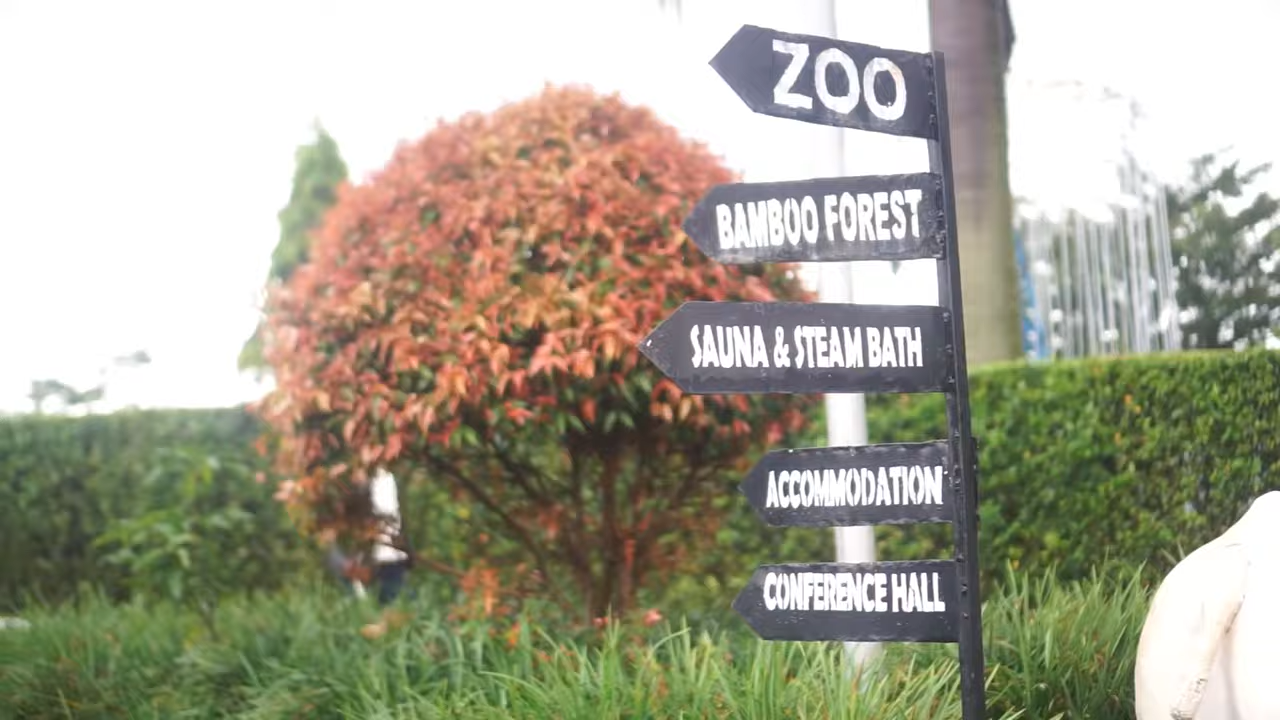 ZOO
BAMBOO FOREST
SAUNA & STEAM BATH
ACCOMMODATION
CONFERENCE HALL